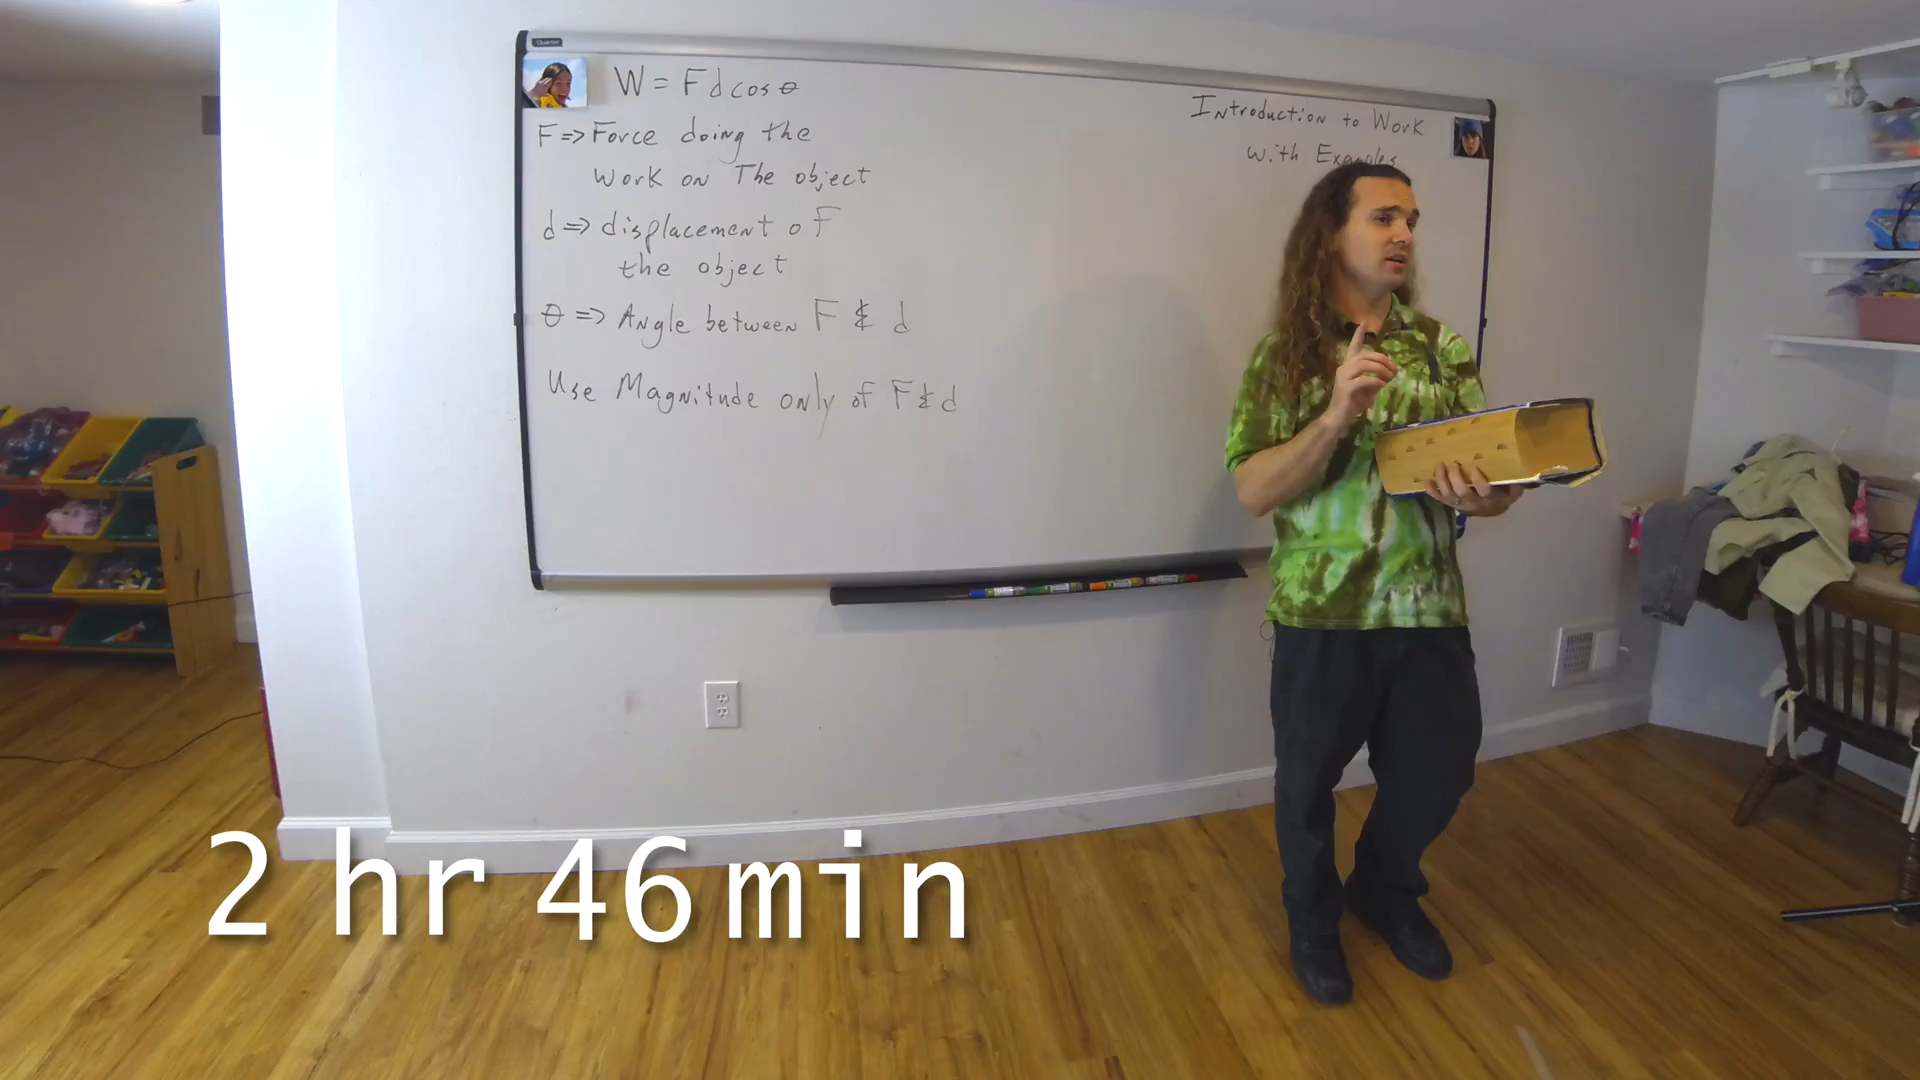 Quartet
W = F d cos θ
Introduction to Work
with Examples
F => Force doing the
work on The object
d => displacement of
the object
θ => Angle between F & d
Use Magnitude only of F & d
2 hr 46 min